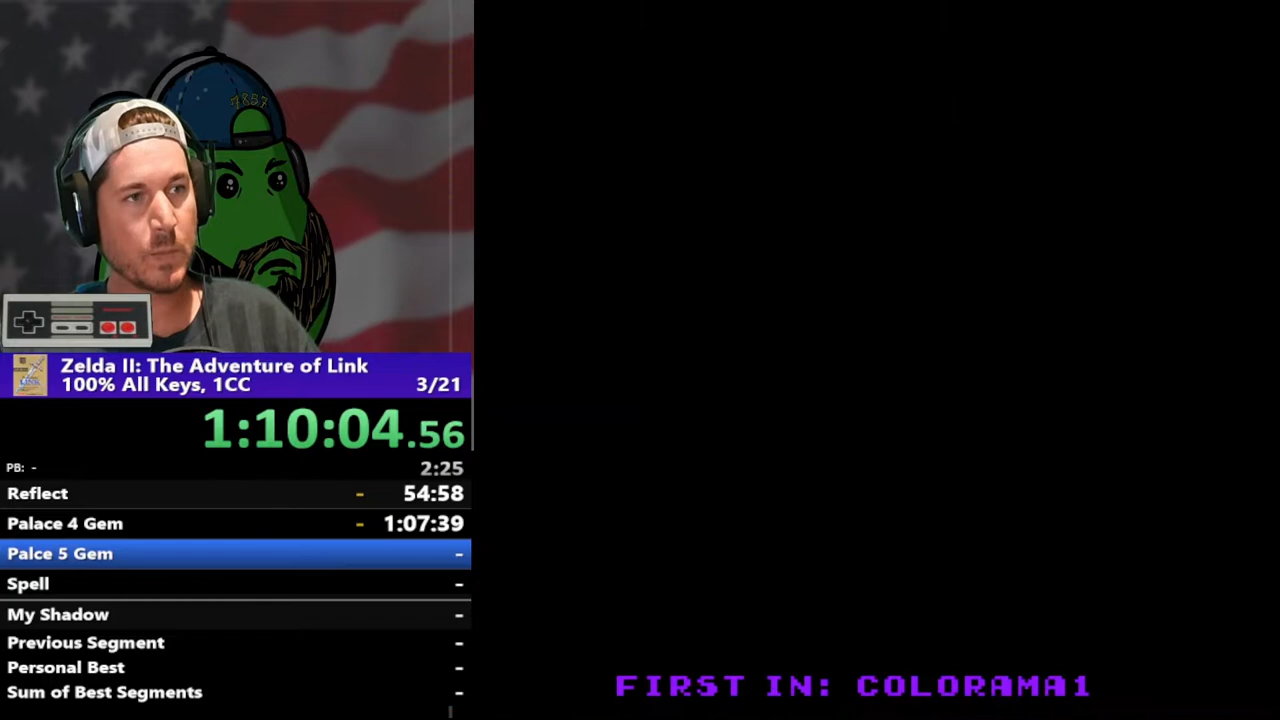 7857
Zelda II: The Adventure of Link
100% All Keys, 1CC 3/21
1:10:04.56
PB: - 2:25
Reflect - 54:58
Palace 4 Gem - 1:07:39
Palce 5 Gem -
Spell -
My Shadow -
Previous Segment -
Personal Best -
Sum of Best Segments -
FIRST IN: COLORAMA1